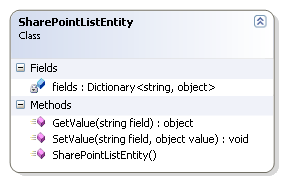 SharePointListEntity
Class
Fields
fields : Dictionary<string, object>
Methods
GetValue(string field) : object
SetValue(string field, object value) : void
SharePointListEntity()